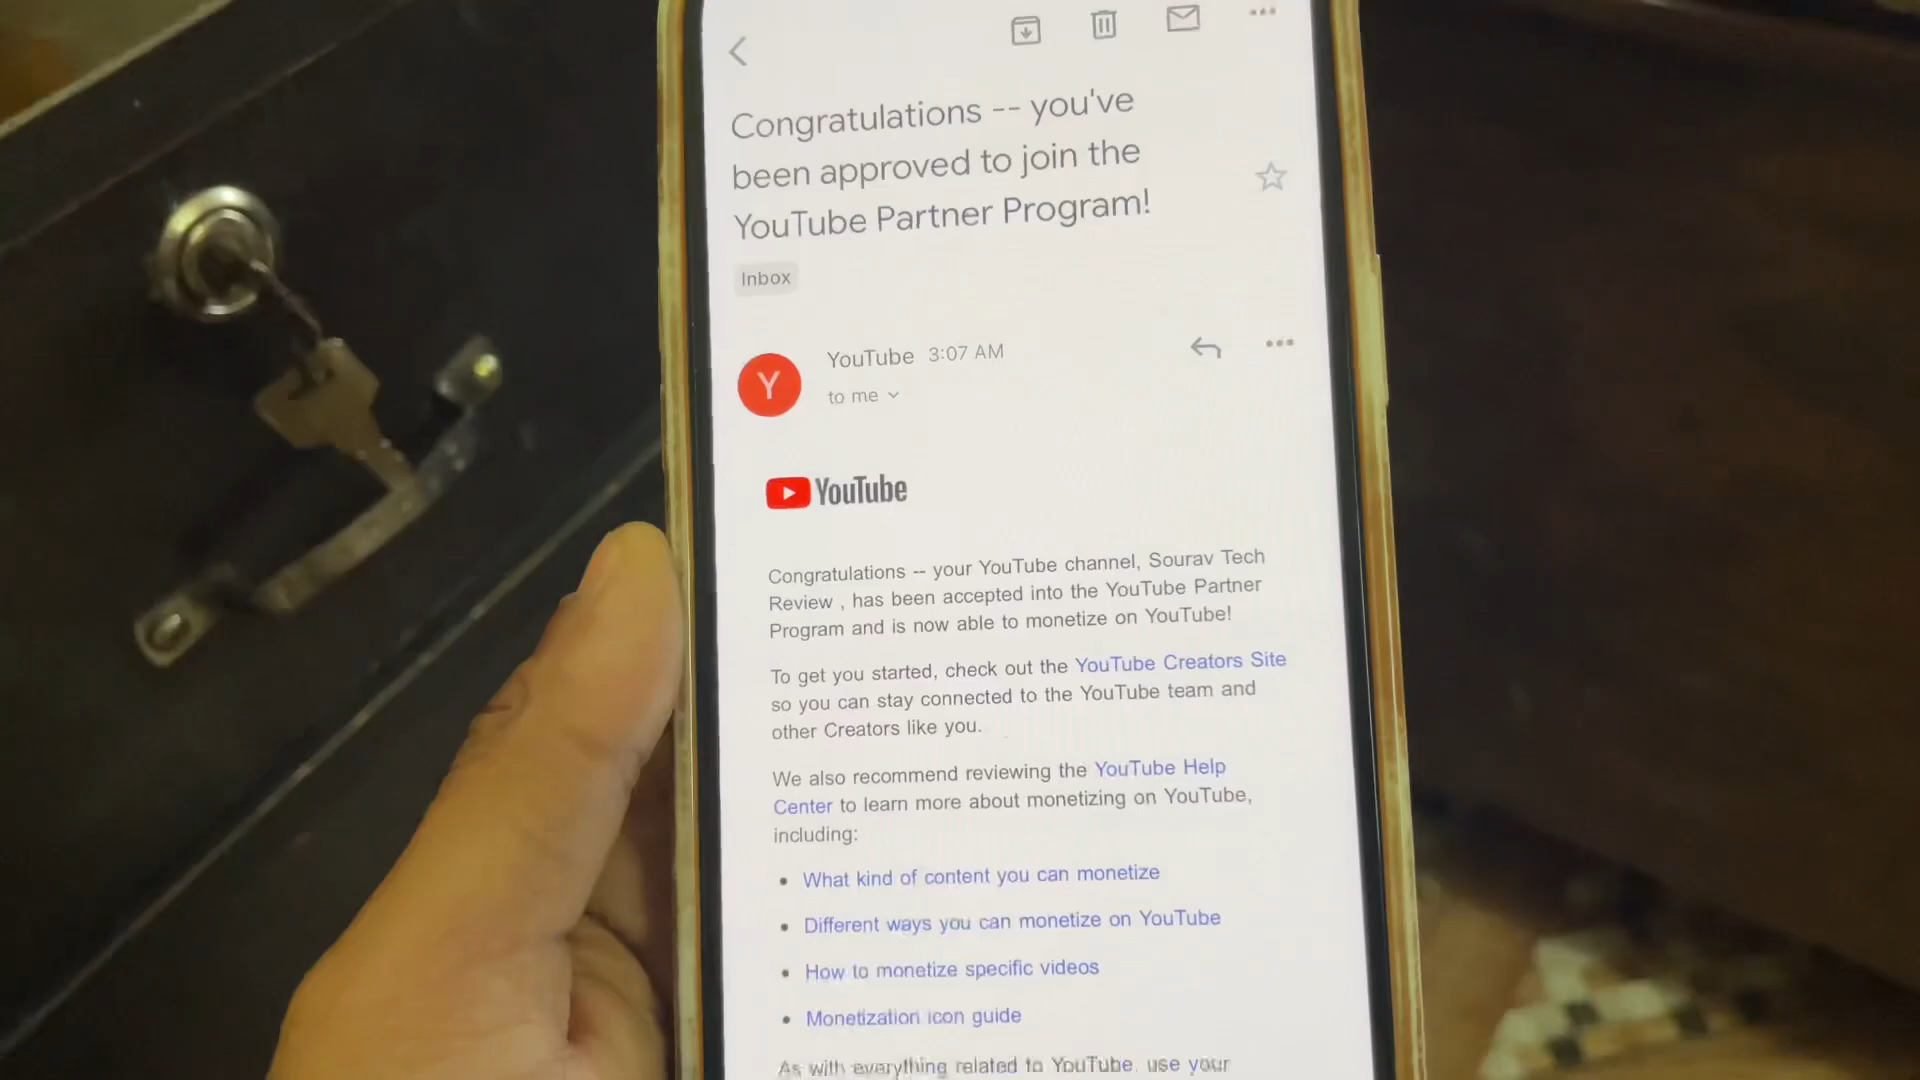 Congratulations -- you've
been approved to join the
YouTube Partner Program!
Inbox
Y
YouTube 3:07 AM
to me
YouTube
Congratulations -- your YouTube channel, Sourav Tech
Review , has been accepted into the YouTube Partner
Program and is now able to monetize on YouTube!
To get you started, check out the YouTube Creators Site
so you can stay connected to the YouTube team and
other Creators like you.
We also recommend reviewing the YouTube Help
Center to learn more about monetizing on YouTube,
including:
• What kind of content you can monetize
• Different ways you can monetize on YouTube
• How to monetize specific videos
• Monetization icon guide
As with everything related to YouTube, use your